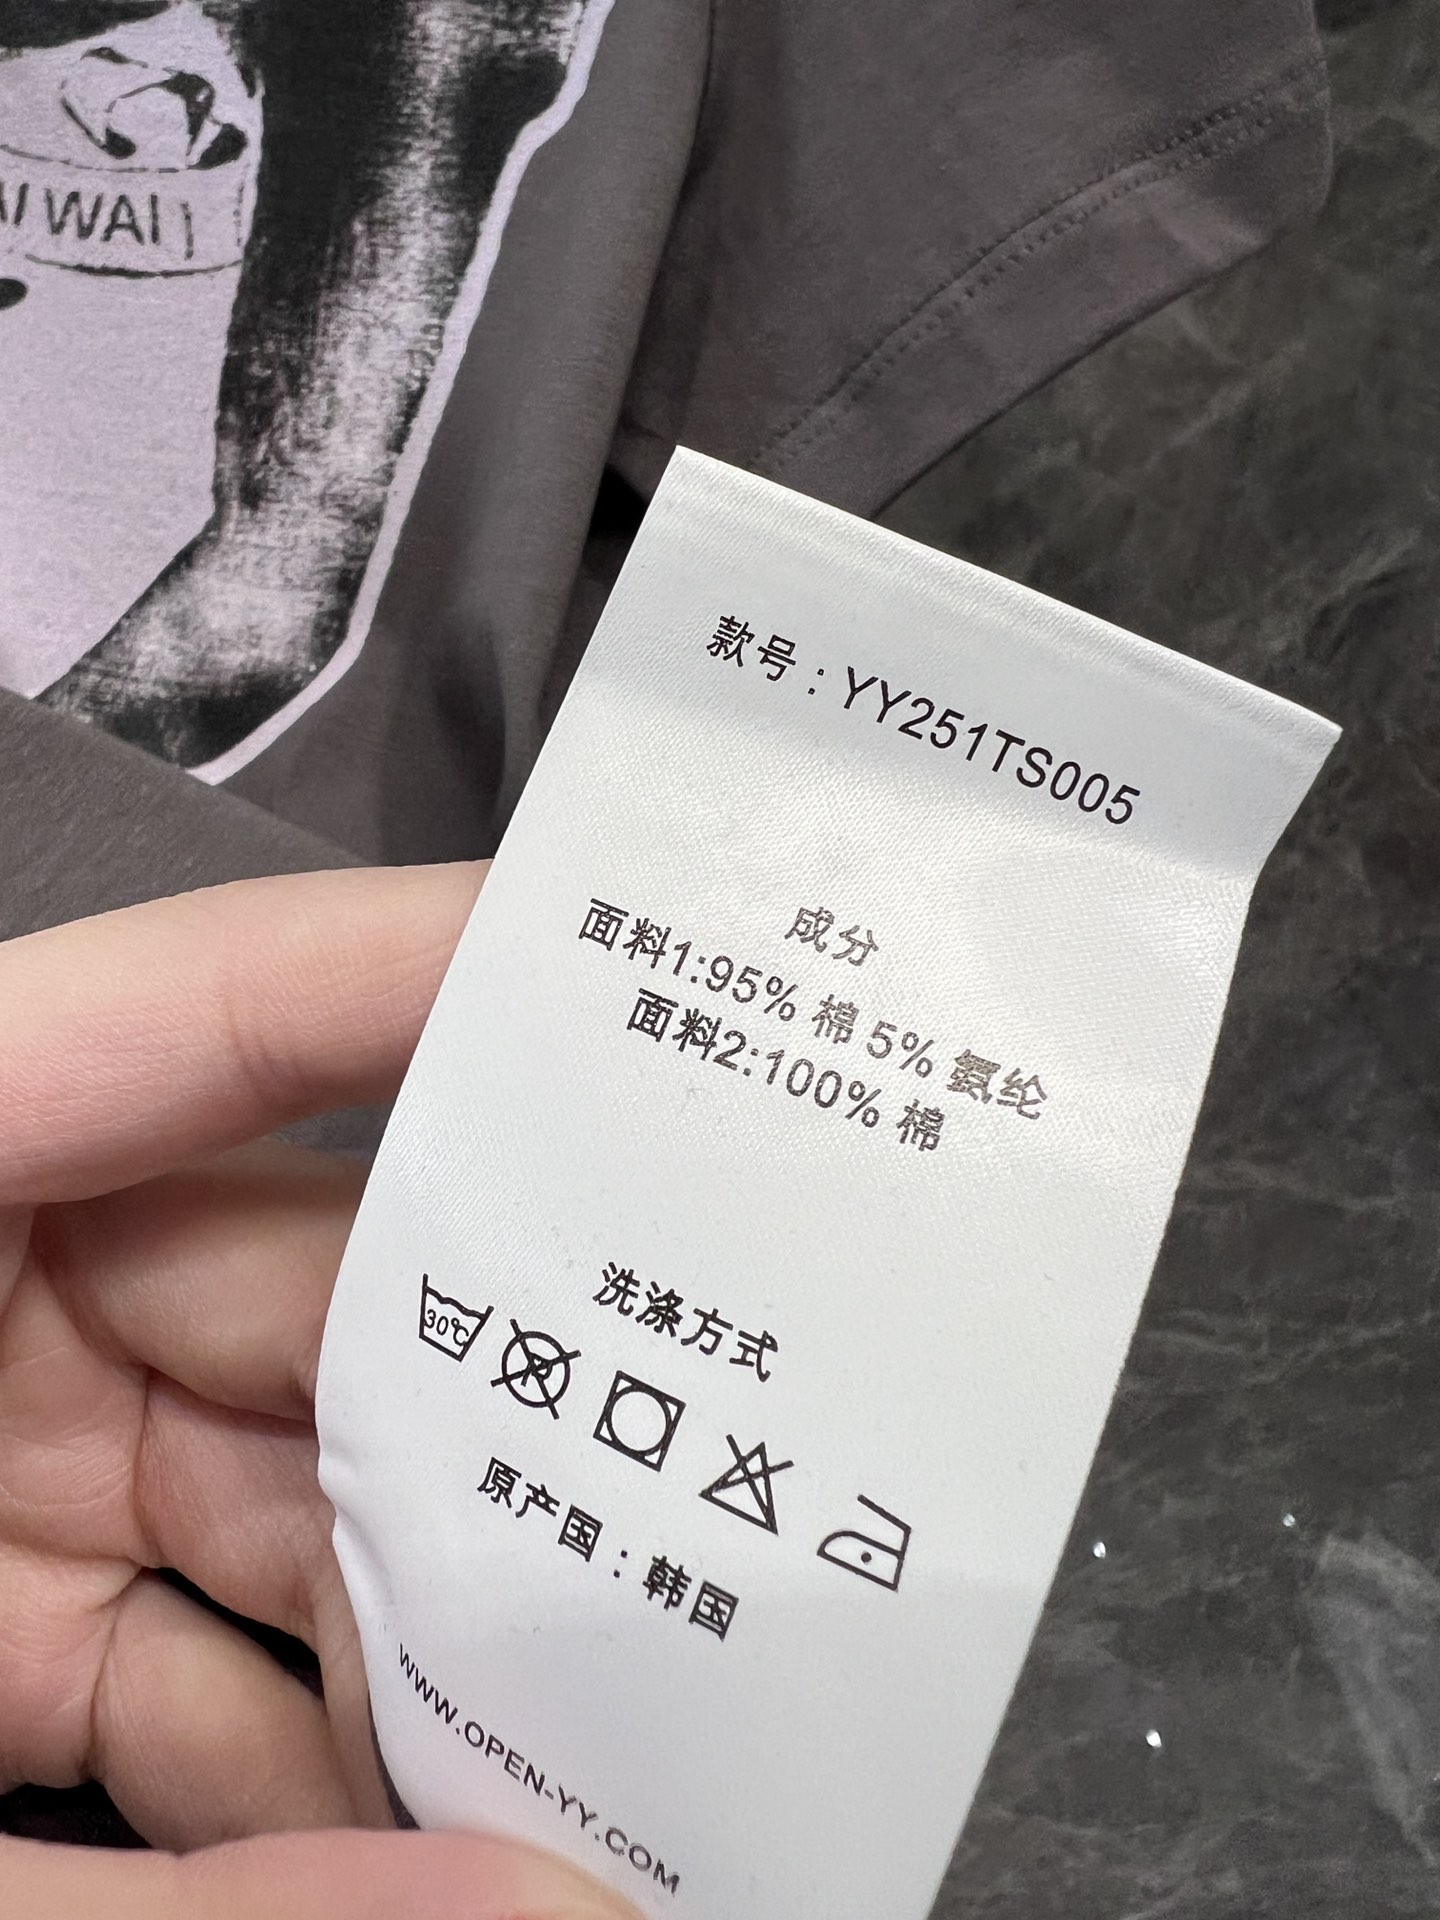 WAI
款号：YY251TS005
成分
面料1:95% 棉 5% 氨纶
面料2:100% 棉
洗涤方式
30℃
P
原产国：韩国
WWW.OPEN-YY.COM